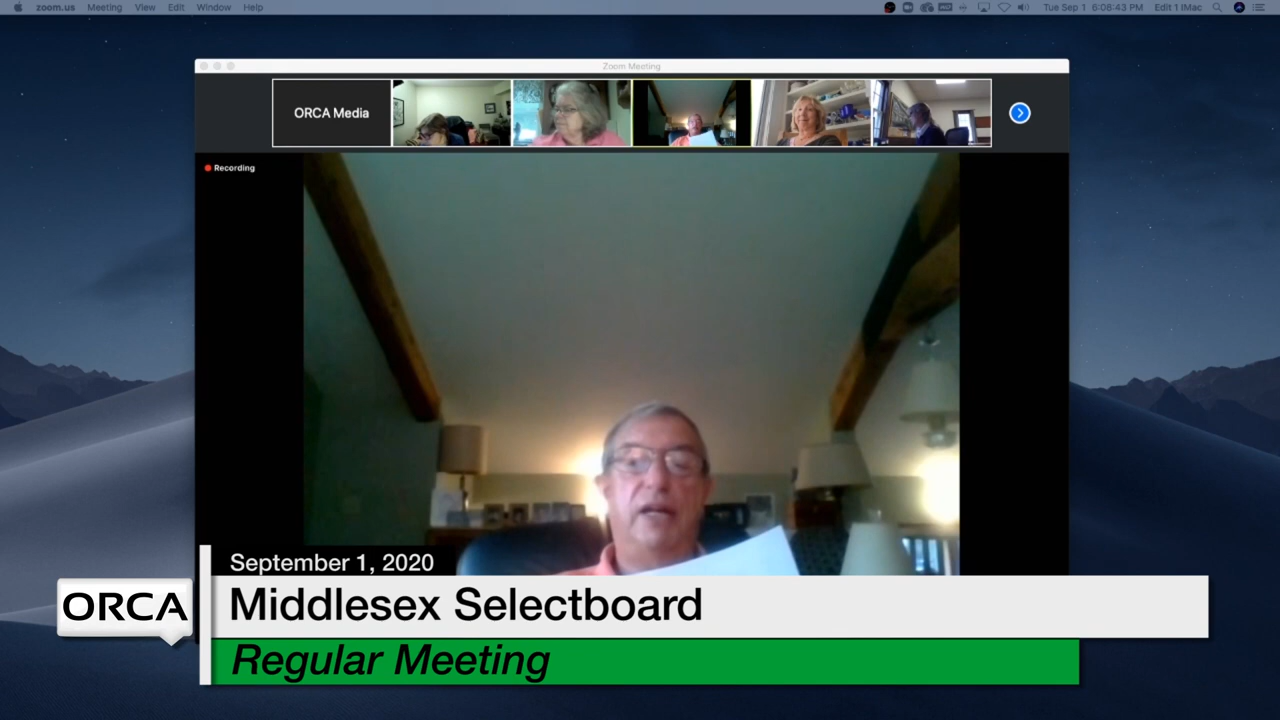 zoom.us Meeting View Edit Window Help Tue Sep 1 6:08:43 PM Edit 1 iMac
Zoom Meeting
ORCA Media
Recording
September 1, 2020
ORCA
Middlesex Selectboard
Regular Meeting